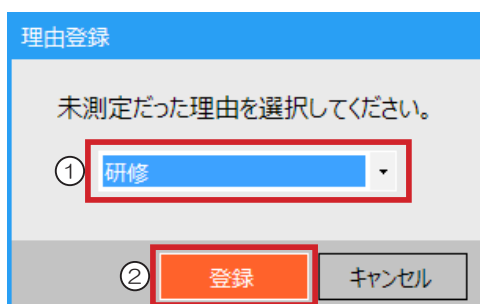 理由登録
未測定だった理由を選択してください。
① 研修
② 登録 キャンセル